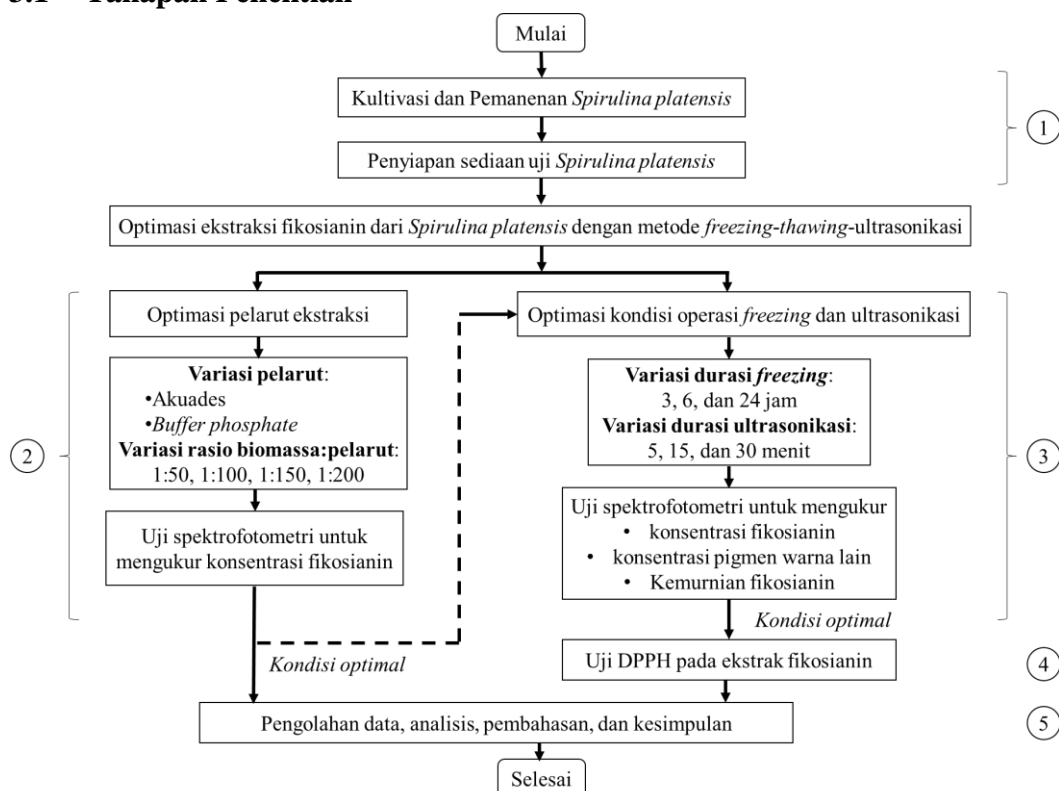 3.1 Tahapan Penelitian
Mulai
Kultivasi dan Pemanenan Spirulina platensis
Penyiapan sediaan uji Spirulina platensis
1
Optimasi ekstraksi fikosianin dari Spirulina platensis dengan metode freezing-thawing-ultrasonikasi
Optimasi pelarut ekstraksi
Variasi pelarut:
•Akuades
•Buffer phosphate
Variasi rasio biomassa:pelarut:
1:50, 1:100, 1:150, 1:200
Uji spektrofotometri untuk
mengukur konsentrasi fikosianin
2
Kondisi optimal
Optimasi kondisi operasi freezing dan ultrasonikasi
Variasi durasi freezing:
3, 6, dan 24 jam
Variasi durasi ultrasonikasi:
5, 15, dan 30 menit
Uji spektrofotometri untuk mengukur
• konsentrasi fikosianin
• konsentrasi pigmen warna lain
• Kemurnian fikosianin
3
Kondisi optimal
Uji DPPH pada ekstrak fikosianin
4
Pengolahan data, analisis, pembahasan, dan kesimpulan
5
Selesai